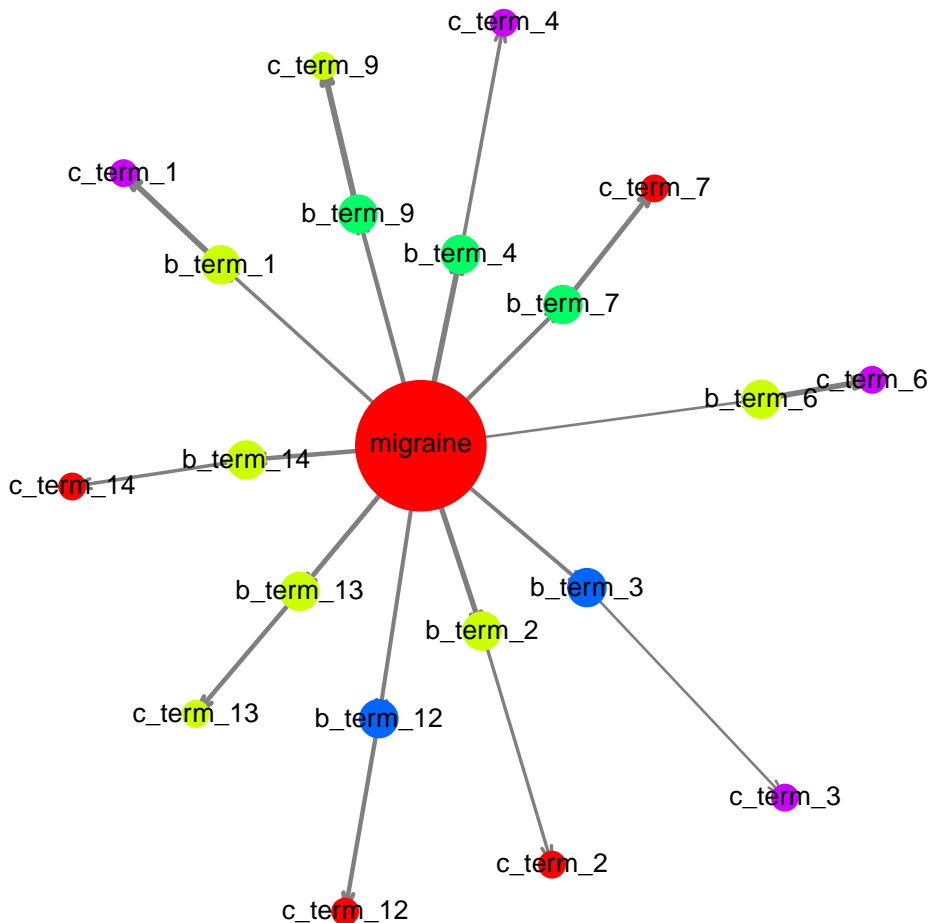 c_term_4
c_term_9
c_term_1
c_term_7
b_term_9
b_term_4
b_term_1
b_term_7
c_term_6
b_term_6
migraine
b_term_14
c_term_14
b_term_3
b_term_13
b_term_2
c_term_13
b_term_12
c_term_3
c_term_2
c_term_12